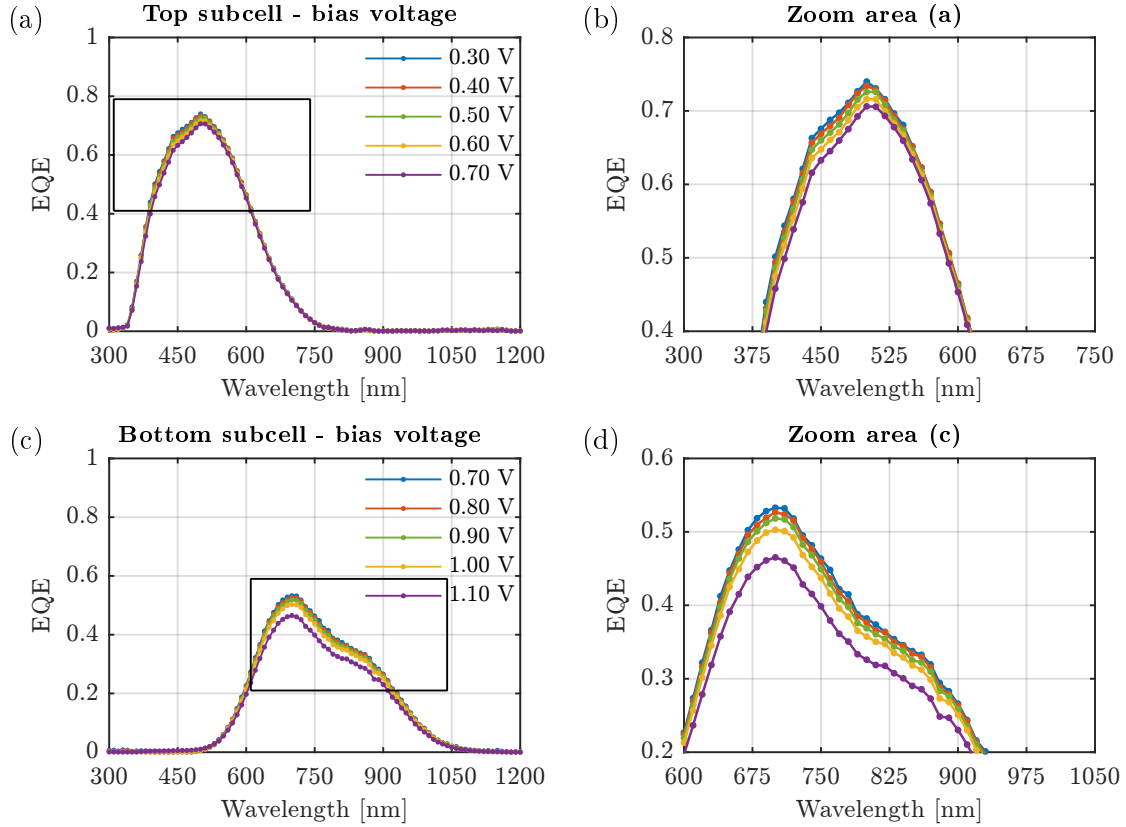 (a)
Top subcell - bias voltage
1
0.8
0.6
0.4
0.2
0
EQE
300 450 600 750 900 1050 1200
Wavelength [nm]
0.30 V
0.40 V
0.50 V
0.60 V
0.70 V
(b)
Zoom area (a)
0.8
0.7
0.6
0.5
0.4
EQE
300 375 450 525 600 675 750
Wavelength [nm]
(c)
Bottom subcell - bias voltage
1
0.8
0.6
0.4
0.2
0
EQE
300 450 600 750 900 1050 1200
Wavelength [nm]
0.70 V
0.80 V
0.90 V
1.00 V
1.10 V
(d)
Zoom area (c)
0.6
0.5
0.4
0.3
0.2
EQE
600 675 750 825 900 975 1050
Wavelength [nm]